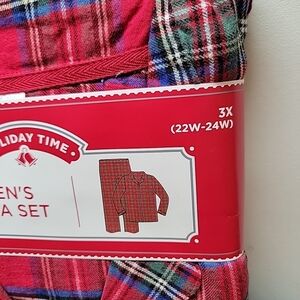 3X
(22W-24W)
LIDAY TIME
EN'S
A SET